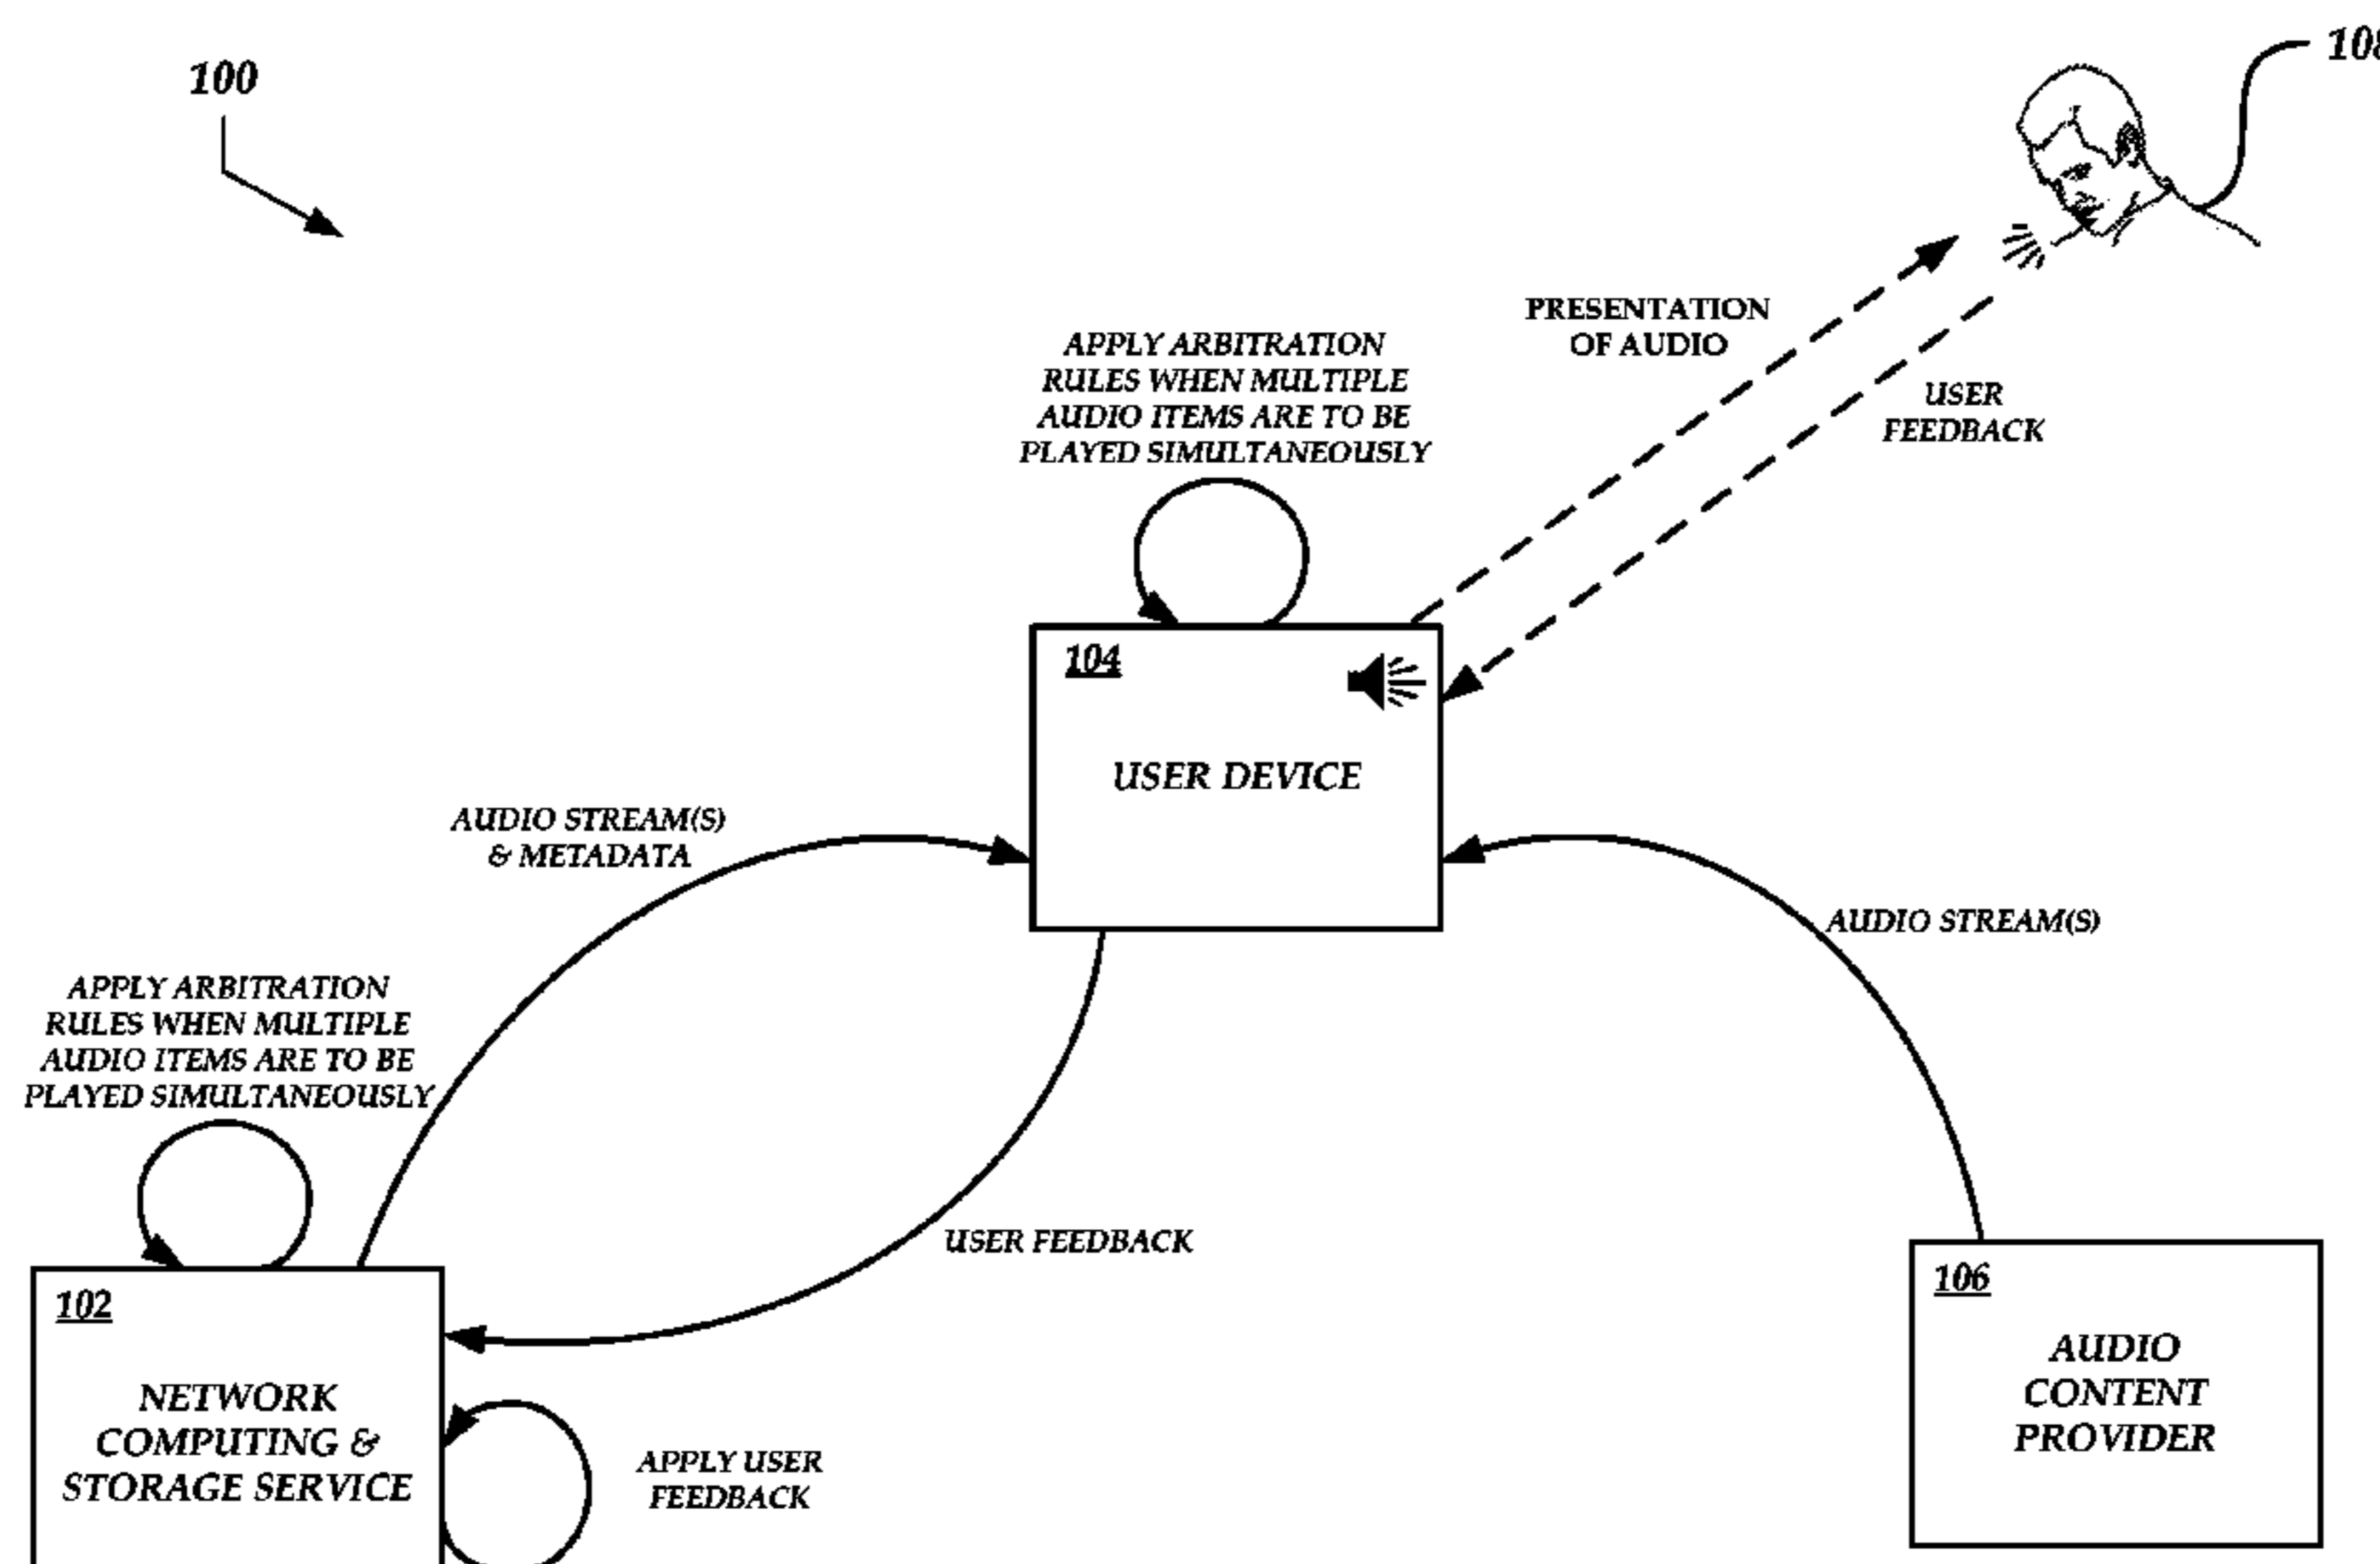 100
108
PRESENTATION
OF AUDIO
USER
FEEDBACK
APPLY ARBITRATION
RULES WHEN MULTIPLE
AUDIO ITEMS ARE TO BE
PLAYED SIMULTANEOUSLY
104
USER DEVICE
AUDIO STREAM(S)
& METADATA
AUDIO STREAM(S)
APPLY ARBITRATION
RULES WHEN MULTIPLE
AUDIO ITEMS ARE TO BE
PLAYED SIMULTANEOUSLY
USER FEEDBACK
102
NETWORK
COMPUTING &
STORAGE SERVICE
APPLY USER
FEEDBACK
106
AUDIO
CONTENT
PROVIDER